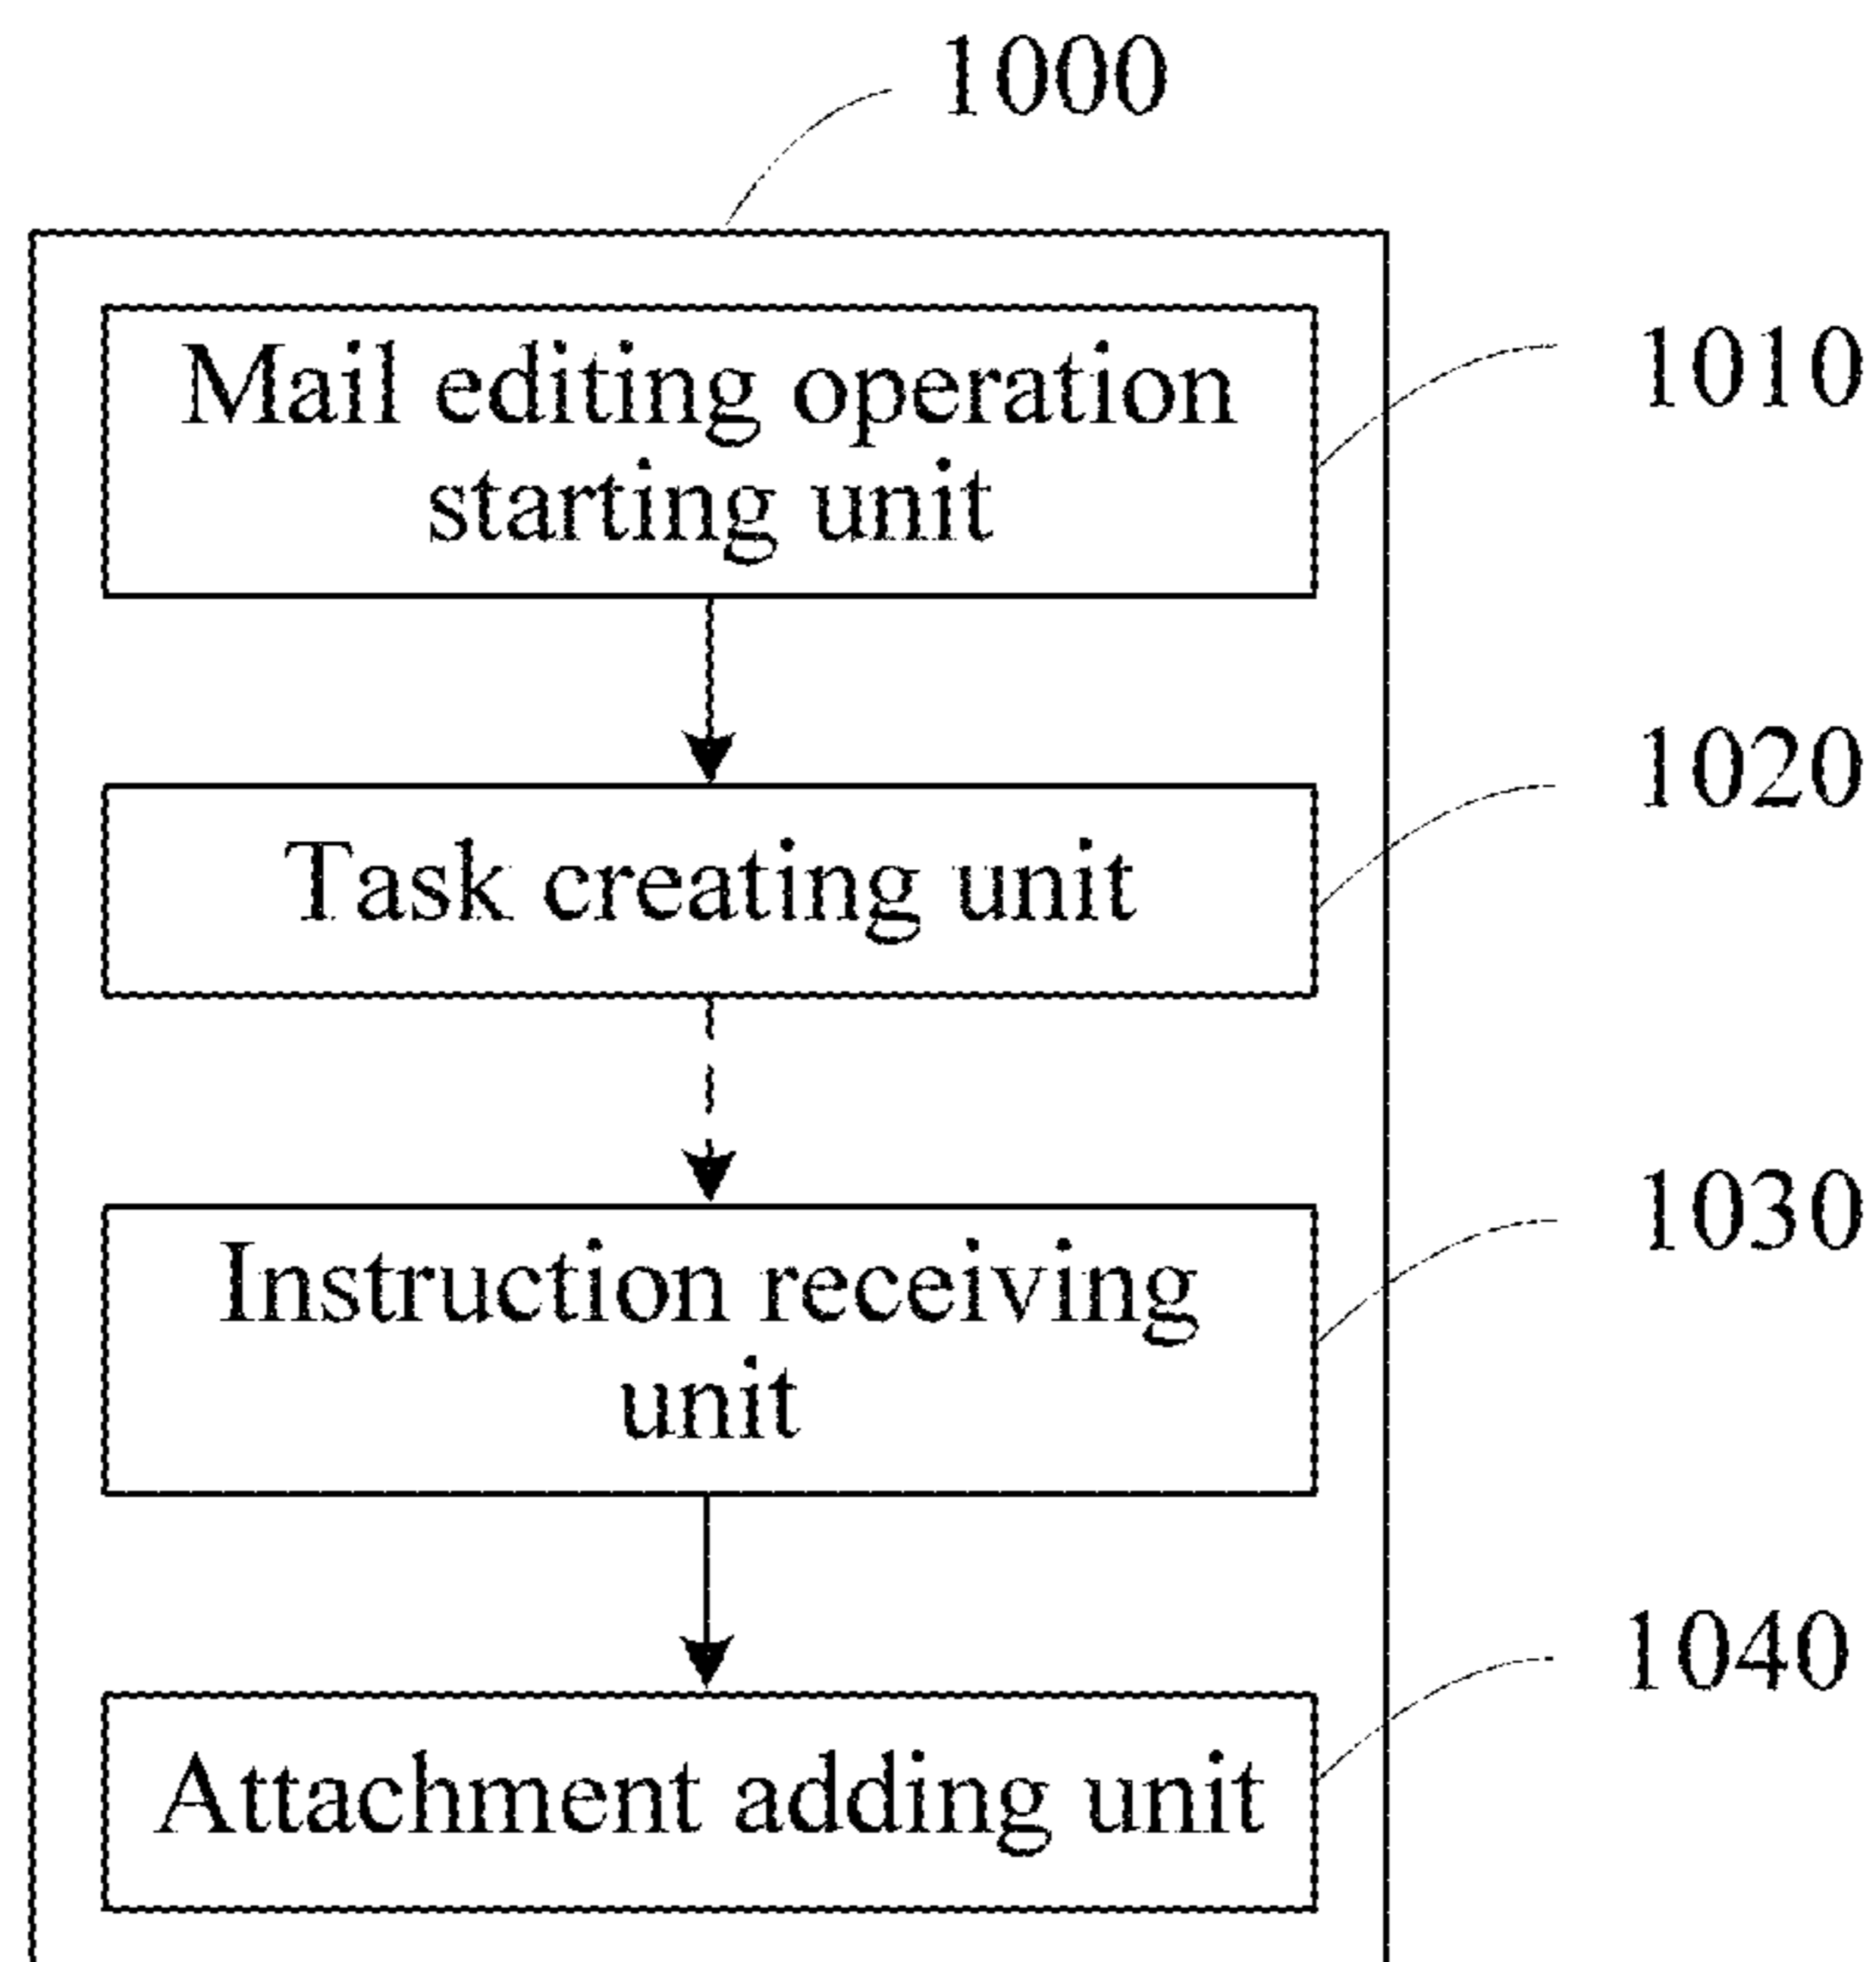 1000
Mail editing operation
starting unit
1010
Task creating unit
1020
Instruction receiving
unit
1030
Attachment adding unit
1040